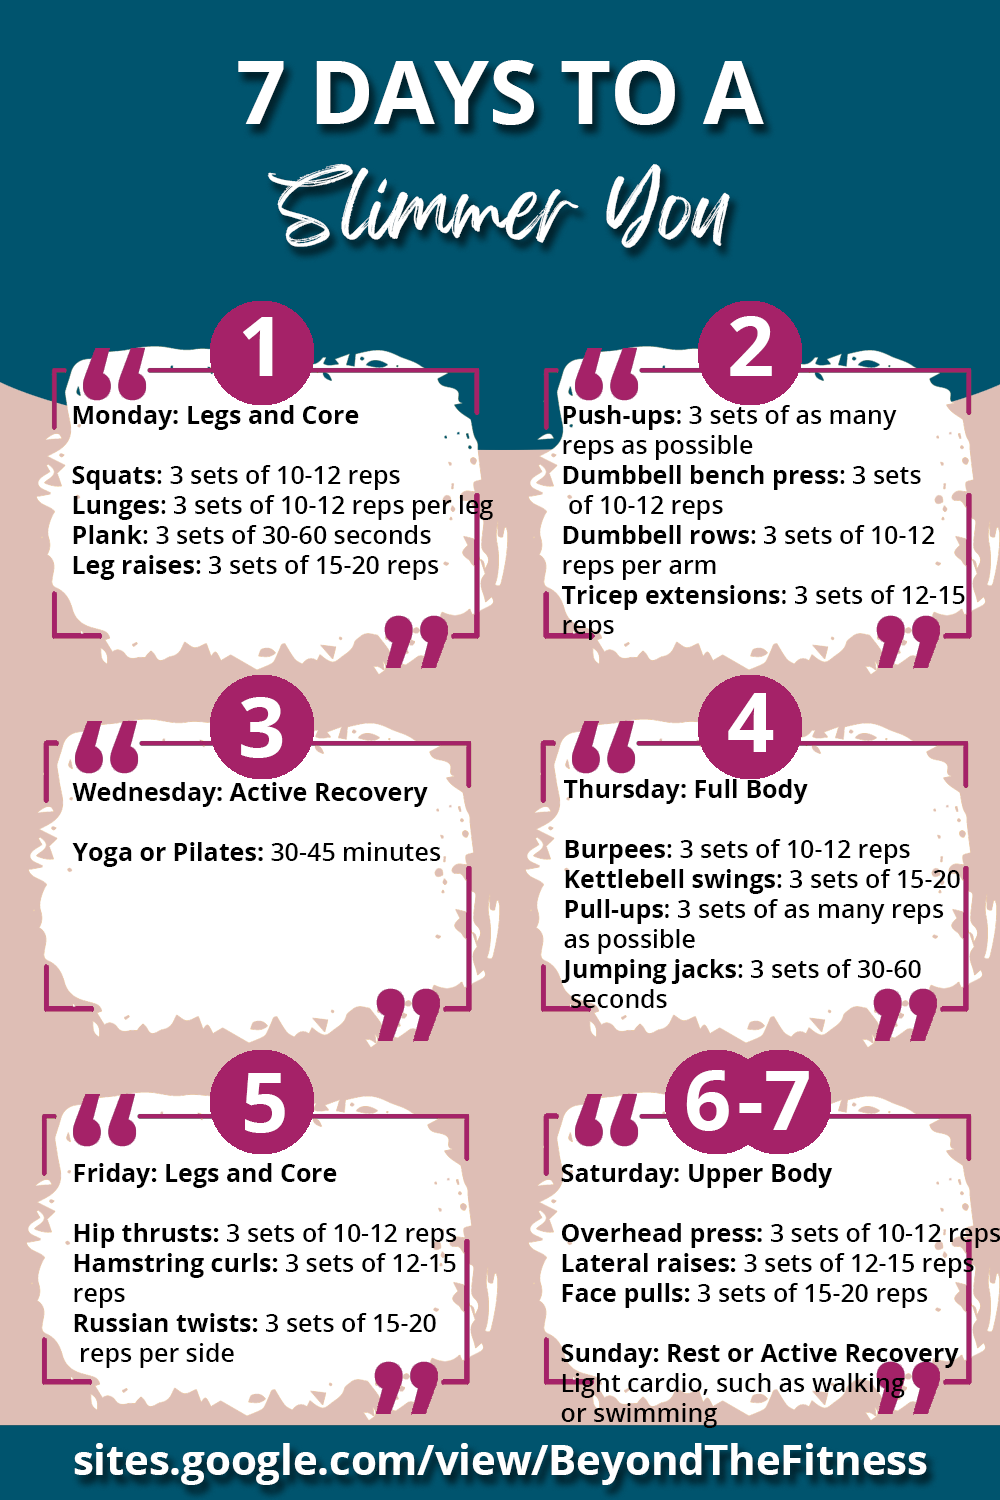 7 DAYS TO A
Slimmer You
1
Monday: Legs and Core
Squats: 3 sets of 10-12 reps
Lunges: 3 sets of 10-12 reps per leg
Plank: 3 sets of 30-60 seconds
Leg raises: 3 sets of 15-20 reps
2
Push-ups: 3 sets of as many
reps as possible
Dumbbell bench press: 3 sets
of 10-12 reps
Dumbbell rows: 3 sets of 10-12
reps per arm
Tricep extensions: 3 sets of 12-15
reps
3
Wednesday: Active Recovery
Yoga or Pilates: 30-45 minutes
4
Thursday: Full Body
Burpees: 3 sets of 10-12 reps
Kettlebell swings: 3 sets of 15-20
Pull-ups: 3 sets of as many reps
as possible
Jumping jacks: 3 sets of 30-60
seconds
5
Friday: Legs and Core
Hip thrusts: 3 sets of 10-12 reps
Hamstring curls: 3 sets of 12-15
reps
Russian twists: 3 sets of 15-20
reps per side
6-7
Saturday: Upper Body
Overhead press: 3 sets of 10-12 reps
Lateral raises: 3 sets of 12-15 reps
Face pulls: 3 sets of 15-20 reps
Sunday: Rest or Active Recovery
Light cardio, such as walking
or swimming
sites.google.com/view/BeyondTheFitness